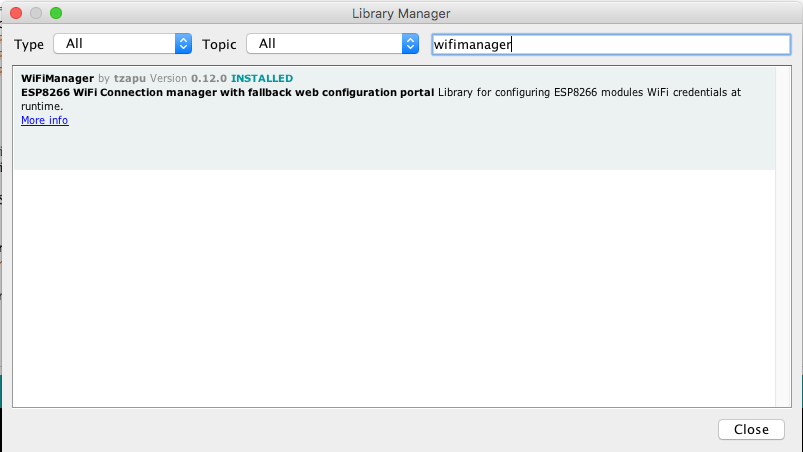 Library Manager
Type All Topic All wifimanager
WiFiManager by tzapu Version 0.12.0 INSTALLED
ESP8266 WiFi Connection manager with fallback web configuration portal Library for configuring ESP8266 modules WiFi credentials at
runtime.
More info
Close